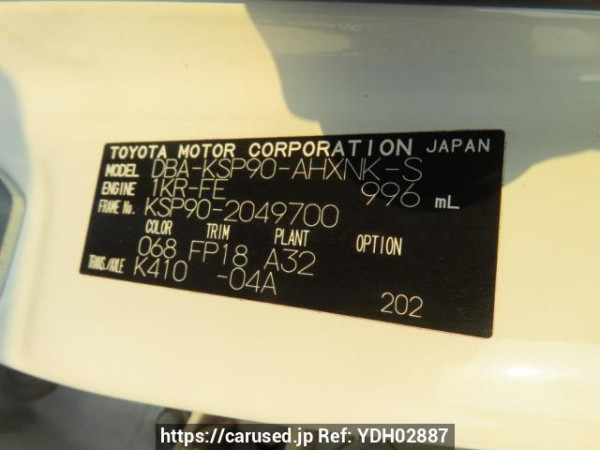 TOYOTA MOTOR CORPORATION JAPAN
MODEL DBA-KSP90-AHXNK-S
ENGINE 1KR-FE 996 mL
FRAME No. KSP90-2049700
COLOR TRIM PLANT OPTION
068 FP18 A32
TRANS./AXLE K410 -04A
202
https://carused.jp Ref: YDH02887